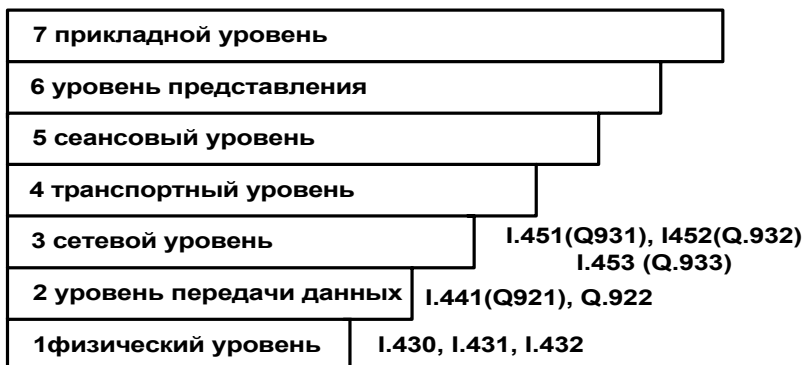 7 прикладной уровень
6 уровень представления
5 сеансовый уровень
4 транспортный уровень
3 сетевой уровень
I.451(Q931), I452(Q.932)
I.453 (Q.933)
2 уровень передачи данных
I.441(Q921), Q.922
1физический уровень
I.430, I.431, I.432